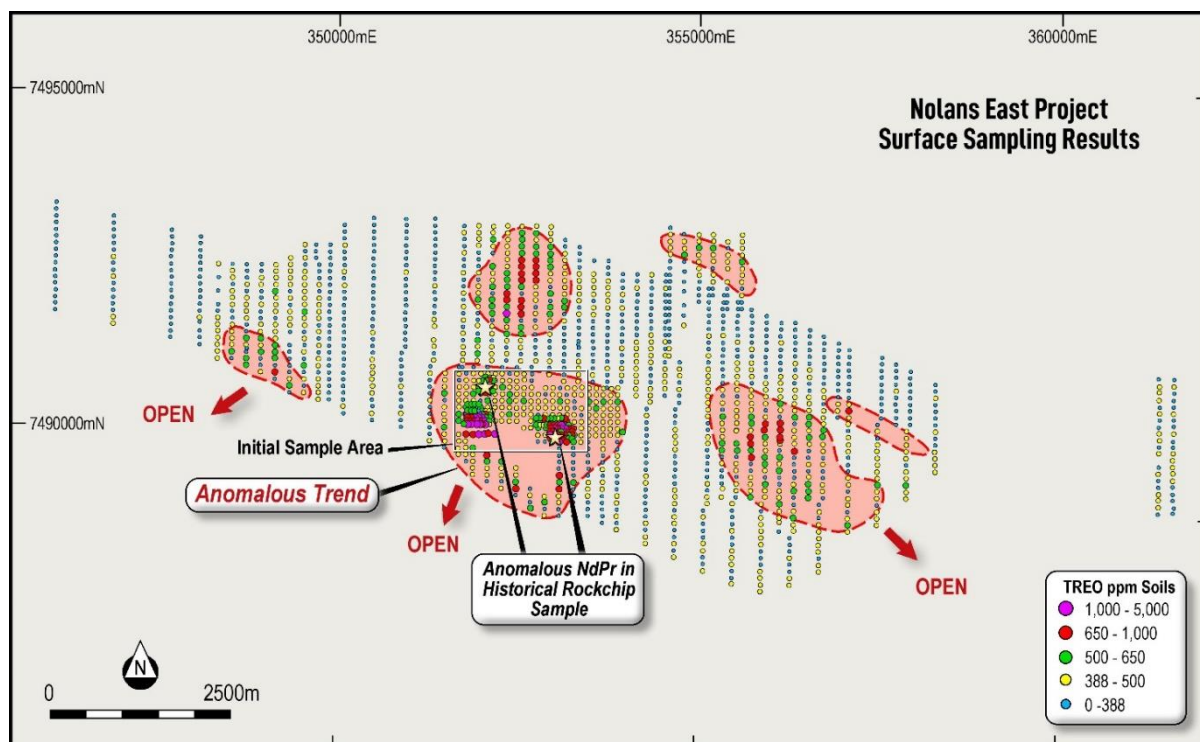 350000mE
355000mE
360000mE
7495000mN
Nolans East Project
Surface Sampling Results
OPEN
7490000mN
Initial Sample Area
Anomalous Trend
OPEN
Anomalous NdPr in
Historical Rockchip
Sample
OPEN
TREO ppm Soils
1,000 - 5,000
650 - 1,000
500 - 650
388 - 500
0 -388
N
0 2500m